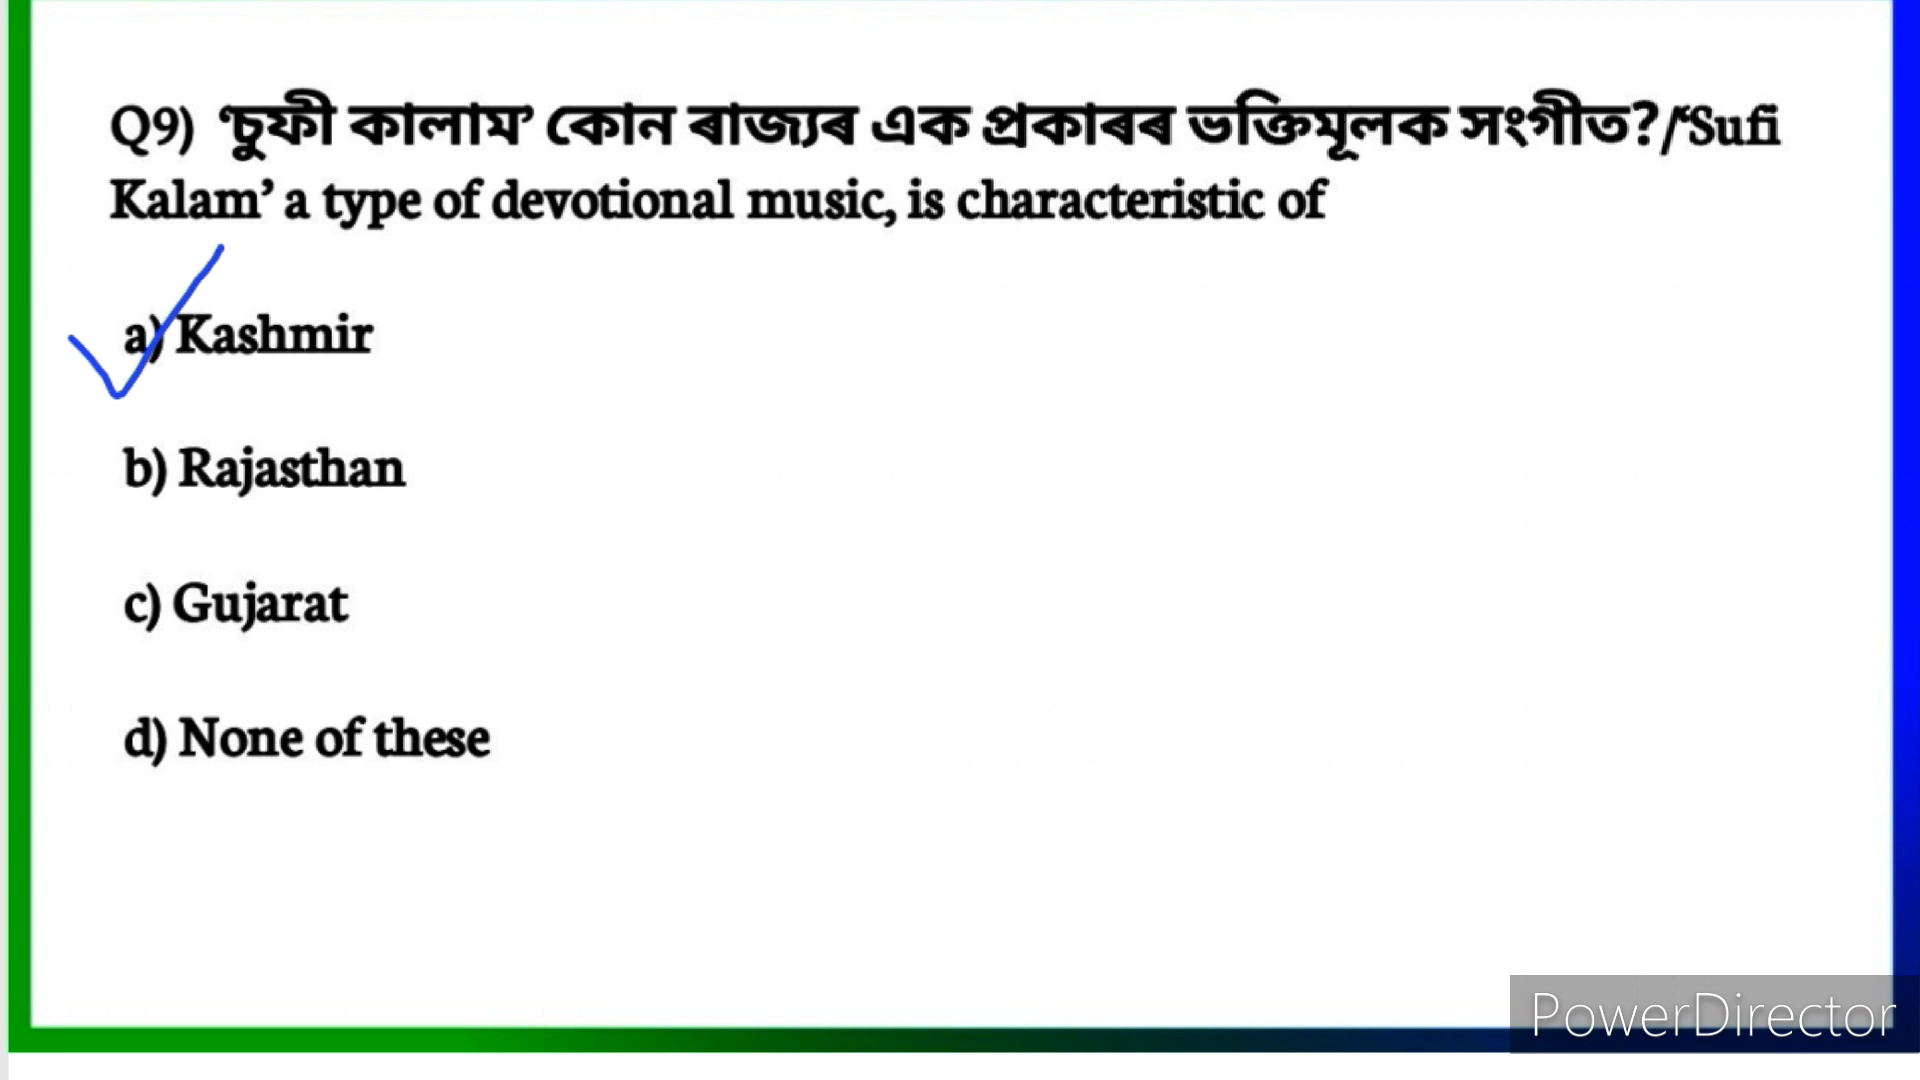 Q9) ‘চুফী কালাম’ কোন ৰাজ্যৰ এক প্ৰকাৰৰ ভক্তিমূলক সংগীত?/‘Sufi
Kalam’ a type of devotional music, is characteristic of
a) Kashmir
b) Rajasthan
c) Gujarat
d) None of these
PowerDirector